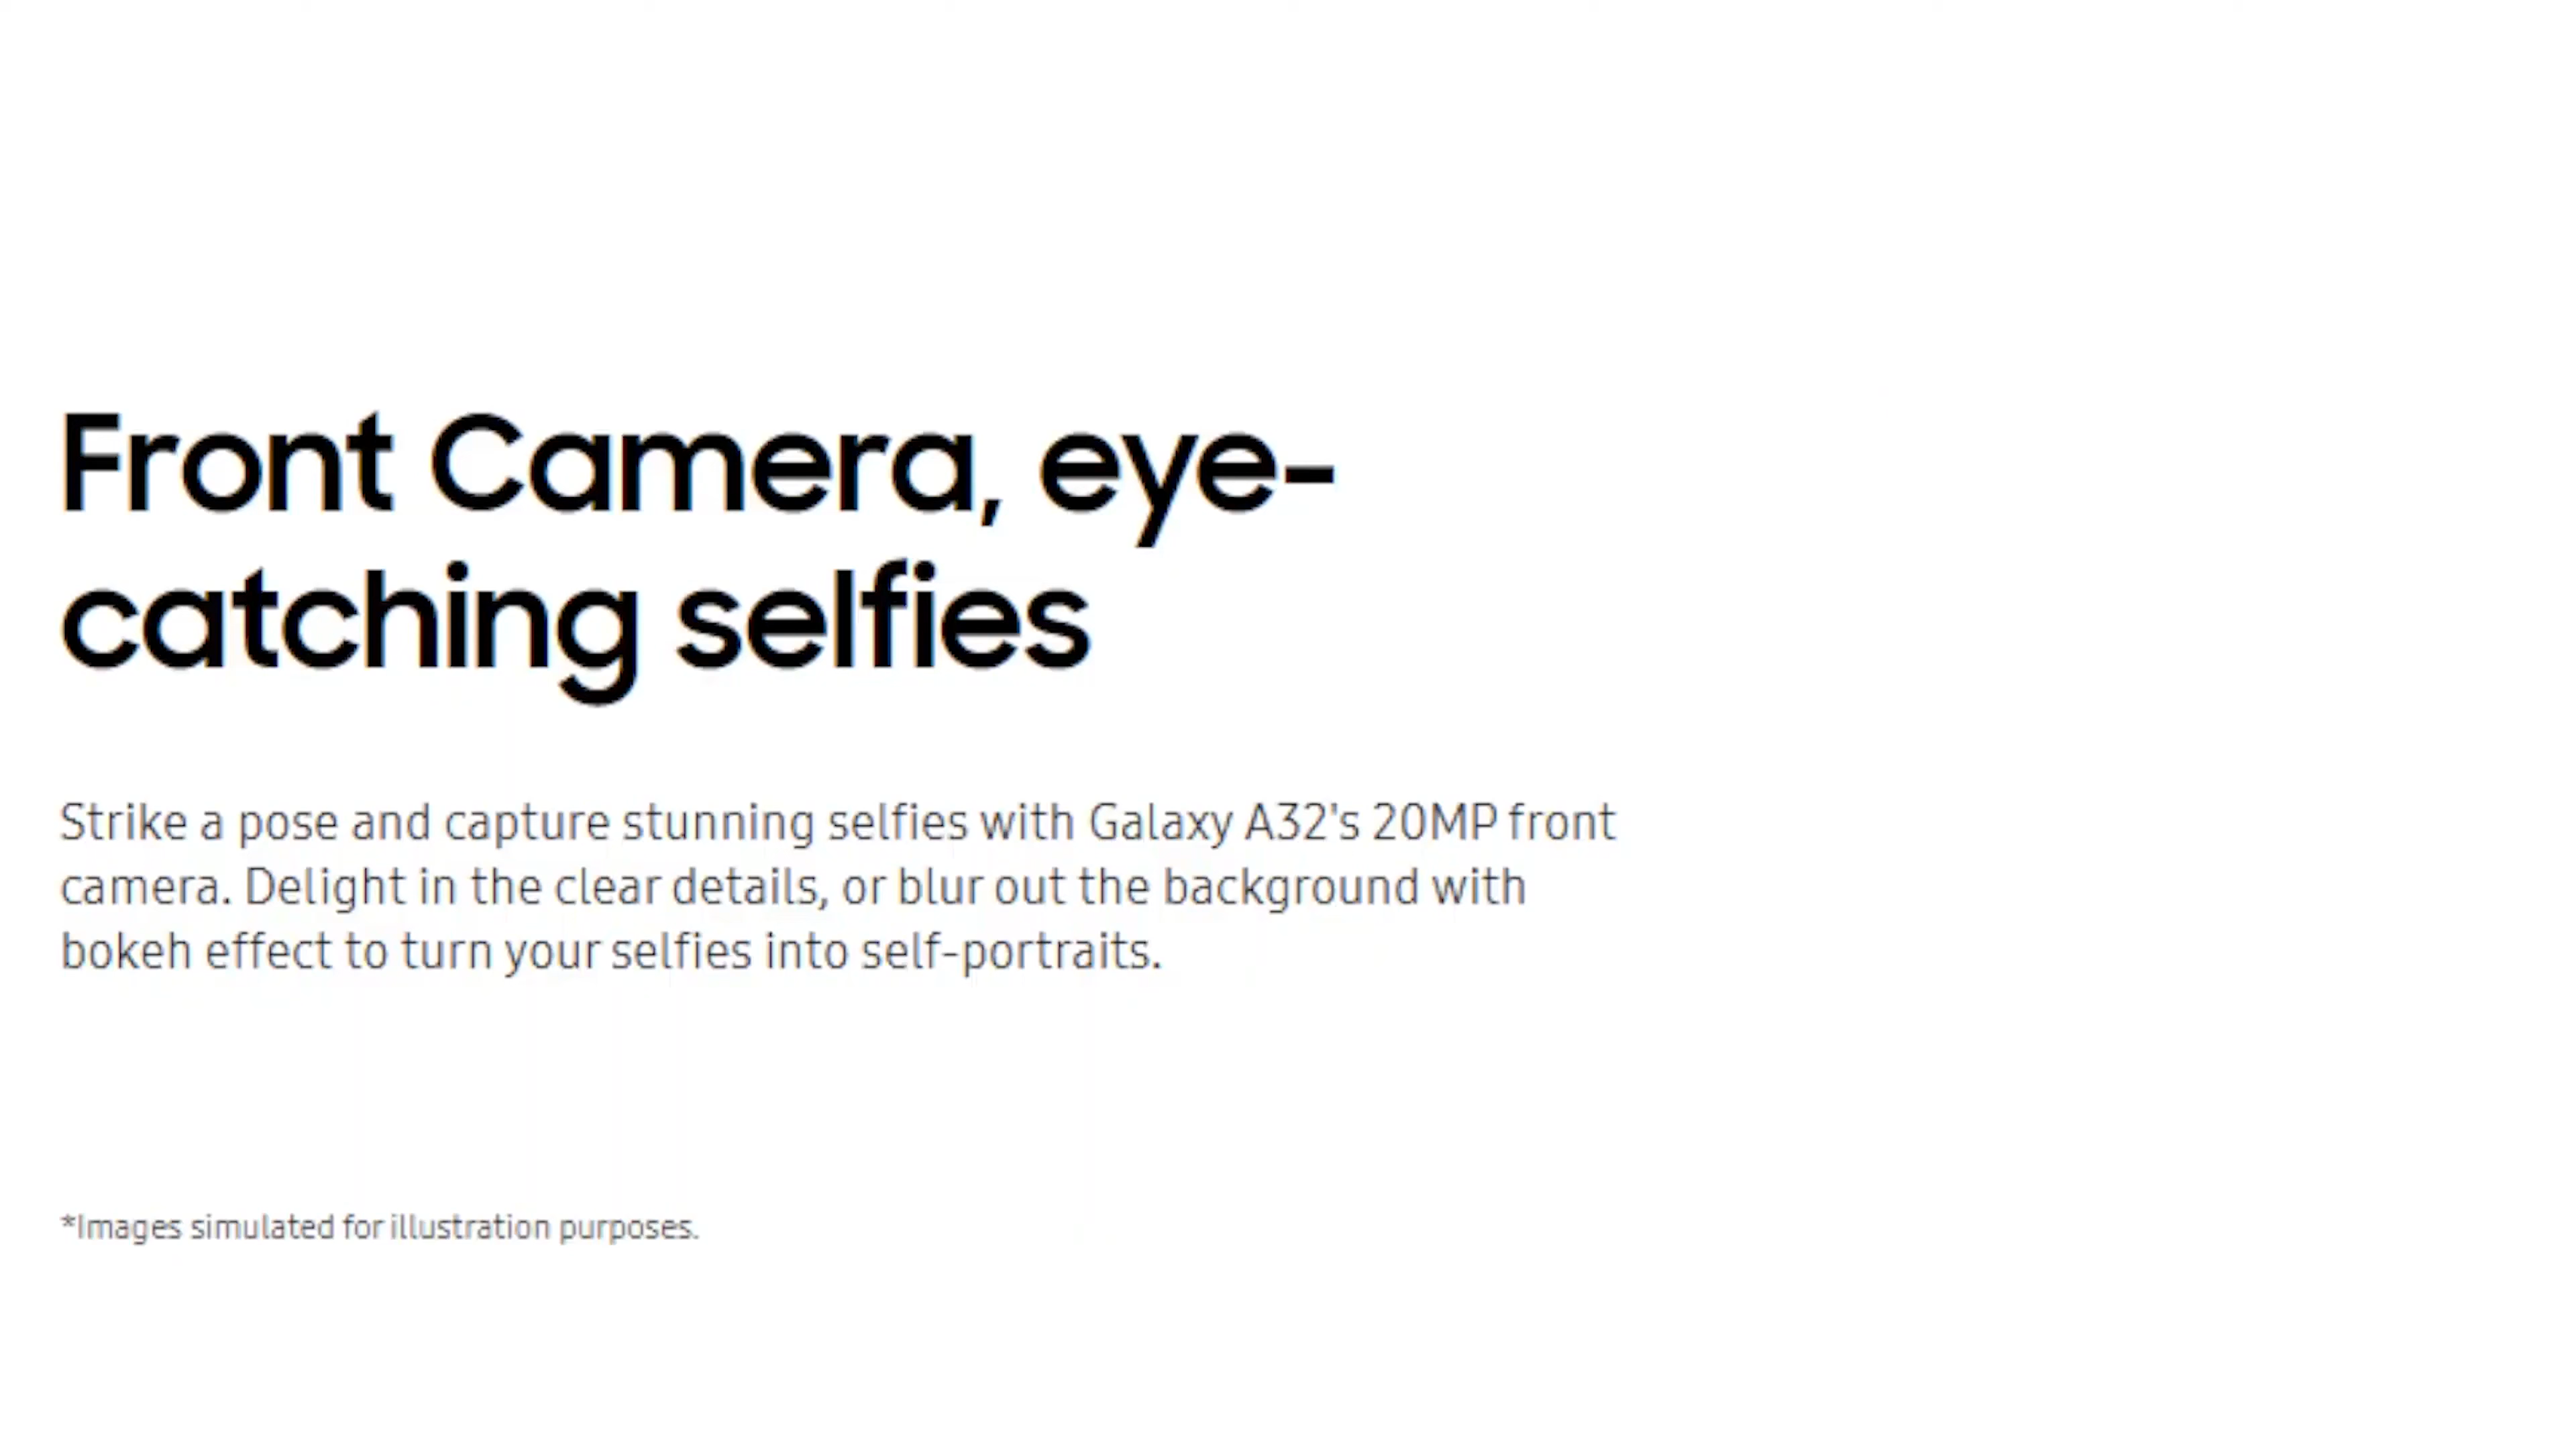 Front Camera, eye-
catching selfies
Strike a pose and capture stunning selfies with Galaxy A32's 20MP front
camera. Delight in the clear details, or blur out the background with
bokeh effect to turn your selfies into self-portraits.
*Images simulated for illustration purposes.